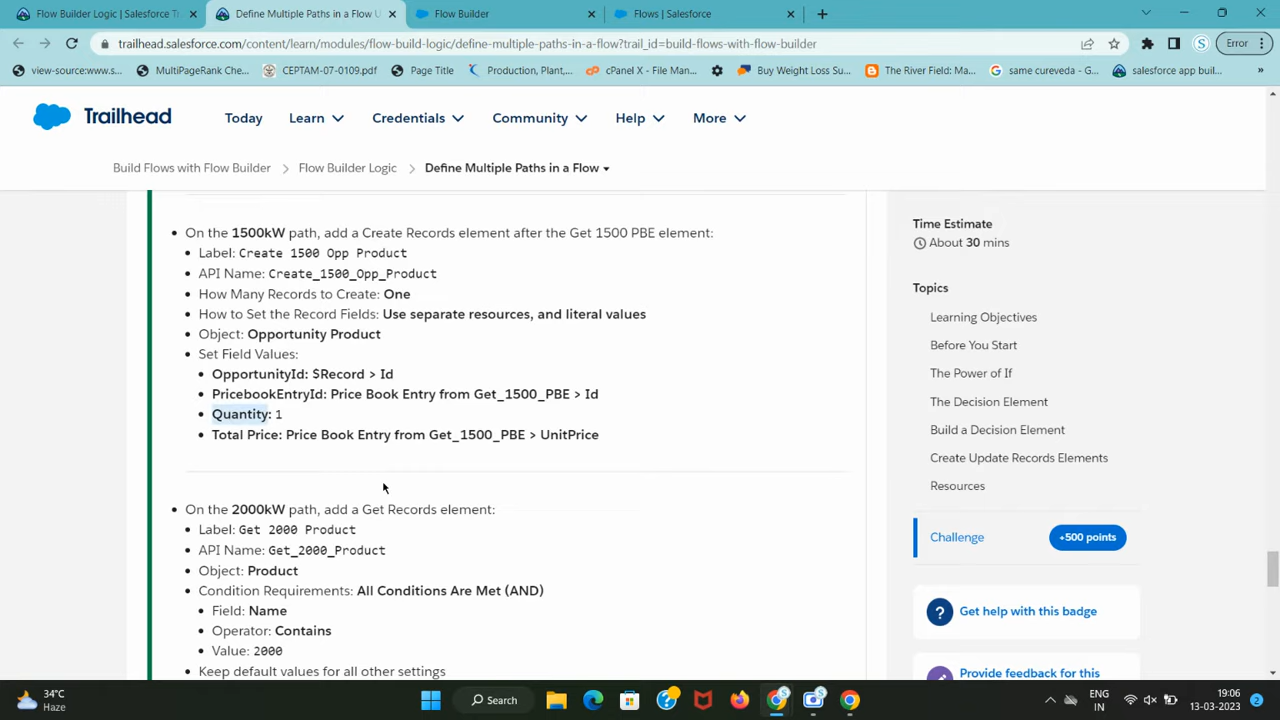 Flow Builder Logic | Salesforce Tr
Define Multiple Paths in a Flow U
Flow Builder
Flows | Salesforce
trailhead.salesforce.com/content/learn/modules/flow-build-logic/define-multiple-paths-in-a-flow?trail_id=build-flows-with-flow-builder
Error
view-source:www.s...
MultiPageRank Che...
CEPTAM-07-0109.pdf
Page Title
Production, Plant,...
cPanel X - File Man...
Buy Weight Loss Su...
The River Field: Ma...
same cureveda - G...
salesforce app buil...
Trailhead
Today
Learn
Credentials
Community
Help
More
Build Flows with Flow Builder
Flow Builder Logic
Define Multiple Paths in a Flow
On the 1500kW path, add a Create Records element after the Get 1500 PBE element:
Label: Create 1500 Opp Product
API Name: Create_1500_Opp_Product
How Many Records to Create: One
How to Set the Record Fields: Use separate resources, and literal values
Object: Opportunity Product
Set Field Values:
OpportunityId: $Record > Id
PricebookEntryId: Price Book Entry from Get_1500_PBE > Id
Quantity: 1
Total Price: Price Book Entry from Get_1500_PBE > UnitPrice
On the 2000kW path, add a Get Records element:
Label: Get 2000 Product
API Name: Get_2000_Product
Object: Product
Condition Requirements: All Conditions Are Met (AND)
Field: Name
Operator: Contains
Value: 2000
Keep default values for all other settings
Time Estimate
About 30 mins
Topics
Learning Objectives
Before You Start
The Power of If
The Decision Element
Build a Decision Element
Create Update Records Elements
Resources
Challenge
+500 points
Get help with this badge
Provide feedback for this
34°C
Haze
Search
ENG
IN
19:06
13-03-2023
2